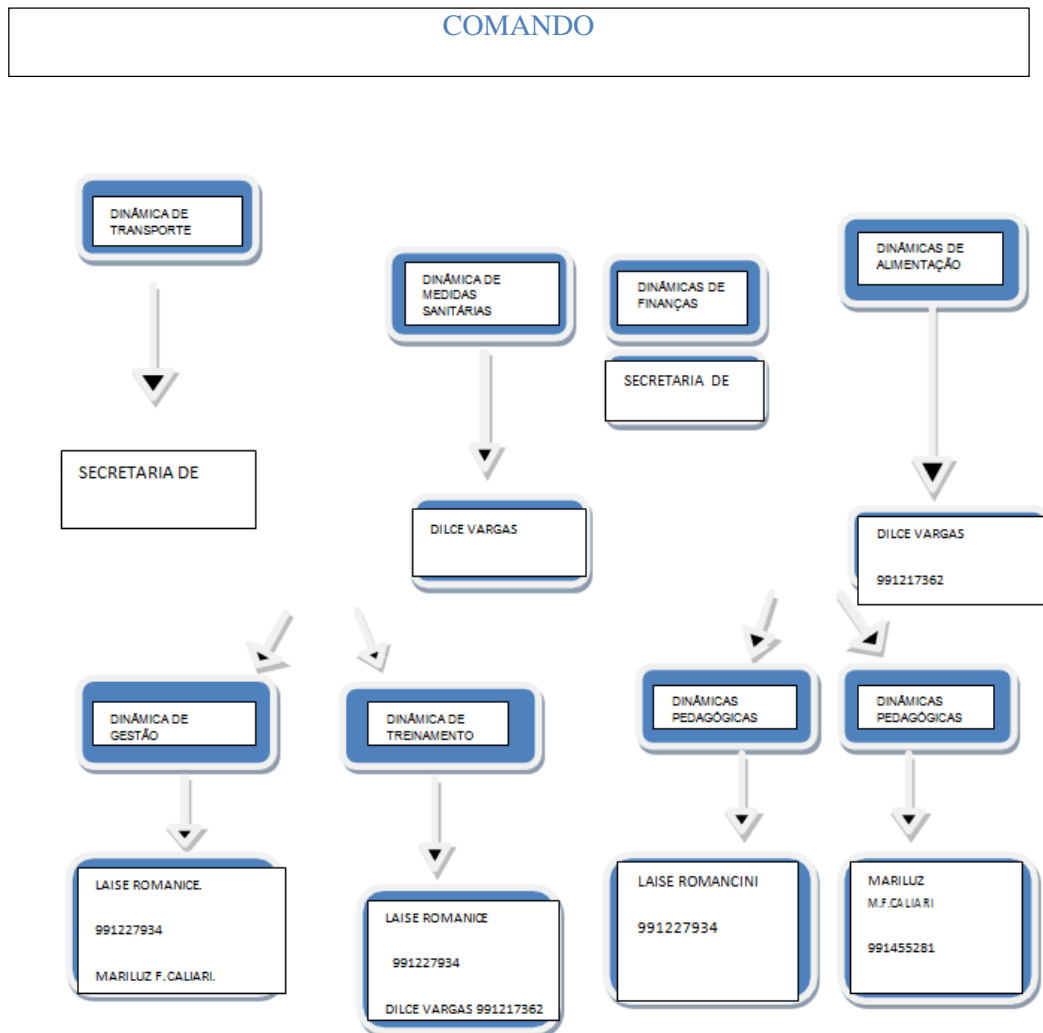 COMANDO
DINÂMICA DE
TRANSPORTE
DINÂMICA DE
MEDIDAS
SANITÁRIAS
DINÂMICAS DE
FINANÇAS
DINÂMICAS DE
ALIMENTAÇÃO
SECRETARIA DE
SECRETARIA DE
DILCE VARGAS
DILCE VARGAS
991217362
DINÂMICA DE
GESTÃO
DINÂMICA DE
TREINAMENTO
DINÂMICAS
PEDAGÓGICAS
DINÂMICAS
PEDAGÓGICAS
LAISE ROMANICE.
991227934
MARILUZ F.CALIARI.
LAISE ROMANICE
991227934
DILCE VARGAS 991217362
LAISE ROMANCINI
991227934
MARILUZ
M.F.CALIARI
991455281